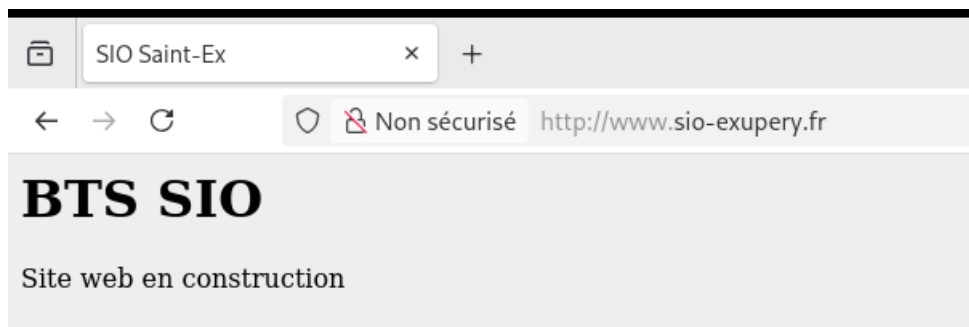 SIO Saint-Ex
Non sécurisé http://www.sio-exupery.fr
BTS SIO
Site web en construction